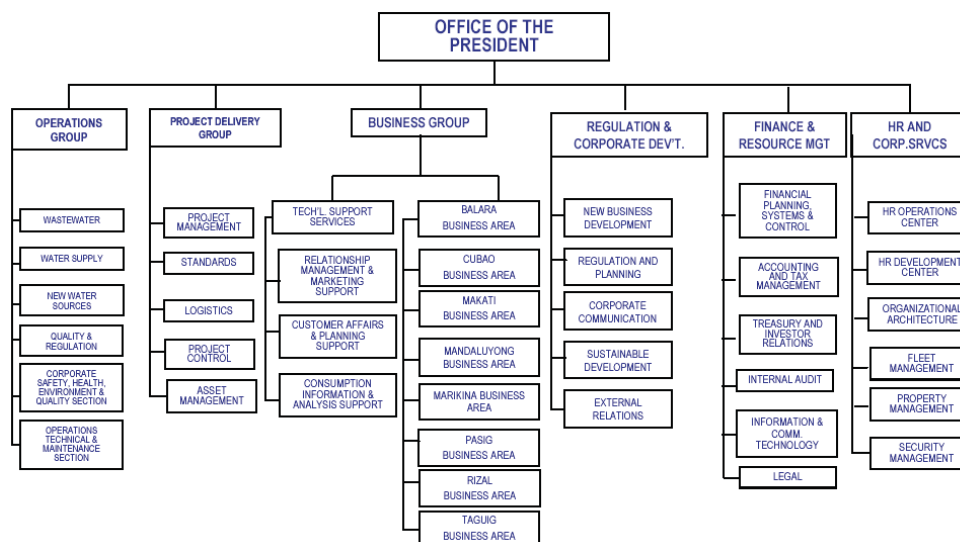 OFFICE OF THE
PRESIDENT
OPERATIONS
GROUP
WASTEWATER
WATER SUPPLY
NEW WATER
SOURCES
QUALITY &
REGULATION
CORPORATE
SAFETY, HEALTH,
ENVIRONMENT &
QUALITY SECTION
OPERATIONS
TECHNICAL &
MAINTENANCE
SECTION
PROJECT DELIVERY
GROUP
PROJECT
MANAGEMENT
STANDARDS
LOGISTICS
PROJECT
CONTROL
ASSET
MANAGEMENT
BUSINESS GROUP
TECH'L. SUPPORT
SERVICES
RELATIONSHIP
MANAGEMENT &
MARKETING SUPPORT
CUSTOMER AFFAIRS
& PLANNING
SUPPORT
CONSUMPTION
INFORMATION &
ANALYSIS SUPPORT
BALARA
BUSINESS AREA
CUBAO
BUSINESS AREA
MAKATI
BUSINESS AREA
MANDALUYONG
BUSINESS AREA
MARIKINA BUSINESS
AREA
PASIG
BUSINESS AREA
RIZAL
BUSINESS AREA
TAGUIG
BUSINESS AREA
REGULATION &
CORPORATE DEV'T.
NEW BUSINESS
DEVELOPMENT
REGULATION AND
PLANNING
CORPORATE
COMMUNICATION
SUSTAINABLE
DEVELOPMENT
EXTERNAL
RELATIONS
FINANCE &
RESOURCE MGT
FINANCIAL
PLANNING,
SYSTEMS &
CONTROL
ACCOUNTING
AND TAX
MANAGEMENT
TREASURY AND
INVESTOR
RELATIONS
INTERNAL AUDIT
INFORMATION &
COMM.
TECHNOLOGY
LEGAL
HR AND
CORP.SRVCS
HR OPERATIONS
CENTER
HR DEVELOPMENT
CENTER
ORGANIZATIONAL
ARCHITECTURE
FLEET
MANAGEMENT
PROPERTY
MANAGEMENT
SECURITY
MANAGEMENT